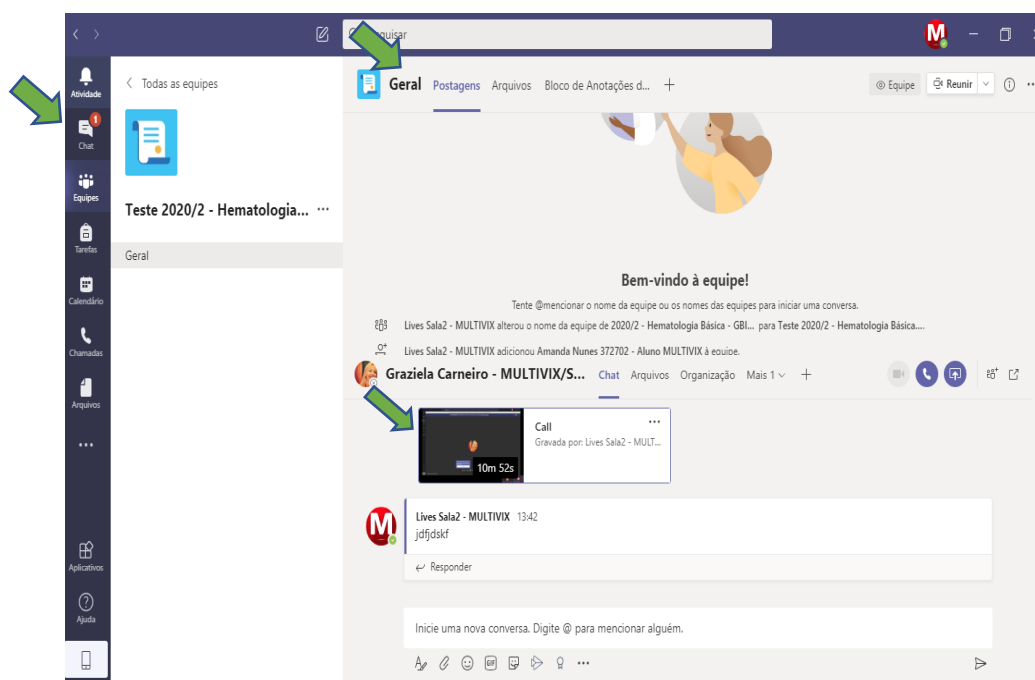 Pesquisar
M
Atividade
1
Chat
Equipes
Tarefas
Calendário
Chamadas
Arquivos
Aplicativos
Ajuda
Todas as equipes
Teste 2020/2 - Hematologia...
Geral
Geral Postagens Arquivos Bloco de Anotações d... +
Equipe Reunir
Bem-vindo à equipe!
Tente @mencionar o nome da equipe ou os nomes das equipes para iniciar uma conversa.
Lives Sala2 - MULTIVIX alterou o nome da equipe de 2020/2 - Hematologia Básica - GBI... para Teste 2020/2 - Hematologia Básica....
Lives Sala2 - MULTIVIX adicionou Amanda Nunes 372702 - Aluno MULTIVIX à equipe.
Graziela Carneiro - MULTIVIX/S... Chat Arquivos Organização Mais 1 +
Call
Gravada por: Lives Sala2 - MULT...
10m 52s
M
Lives Sala2 - MULTIVIX 13:42
jdfjdskf
Responder
Inicie uma nova conversa. Digite @ para mencionar alguém.
GIF